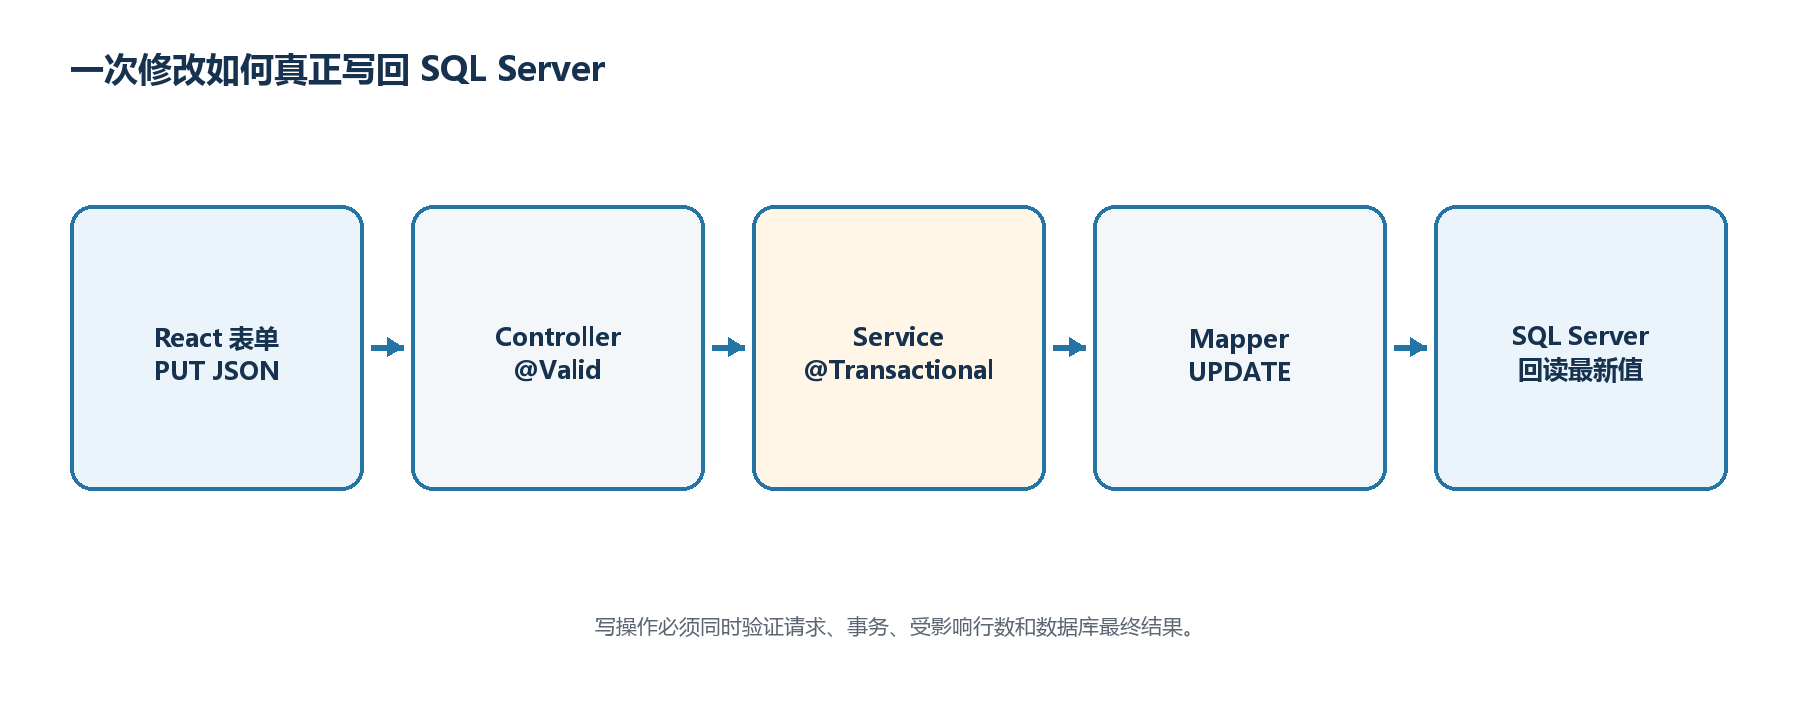 一次修改如何真正写回 SQL Server
React 表单
PUT JSON
Controller
@Valid
Service
@Transactional
Mapper
UPDATE
SQL Server
回读最新值
写操作必须同时验证请求、事务、受影响行数和数据库最终结果。